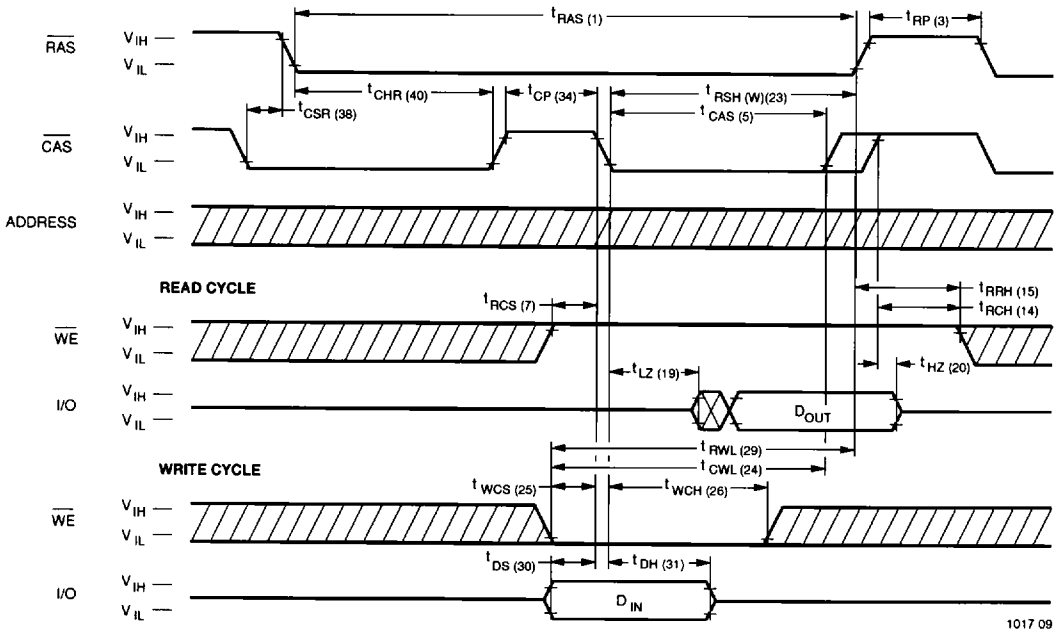 t RAS (1)
t RP (3)
RAS
V IH
V IL
t CHR (40)
t CP (34)
t RSH (W)(23)
t CSR (38)
t CAS (5)
CAS
V IH
V IL
ADDRESS
V IH
V IL
READ CYCLE
t RCS (7)
t RRH (15)
t RCH (14)
WE
V IH
V IL
t LZ (19)
t HZ (20)
I/O
V IH
V IL
D OUT
t RWL (29)
WRITE CYCLE
t CWL (24)
t WCS (25)
t WCH (26)
WE
V IH
V IL
t DS (30)
t DH (31)
I/O
V IH
V IL
D IN
1017 09